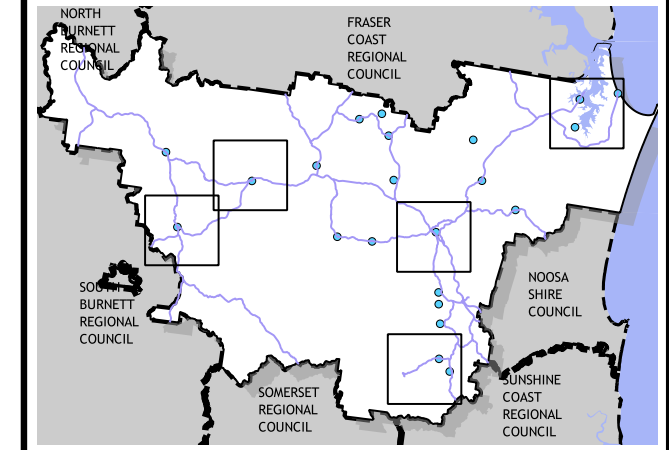 NORTH
BURNETT
REGIONAL
COUNCIL
FRASER
COAST
REGIONAL
COUNCIL
SOUTH
BURNETT
REGIONAL
COUNCIL
NOOSA
SHIRE
COUNCIL
SOMERSET
REGIONAL
COUNCIL
SUNSHINE
COAST
REGIONAL
COUNCIL